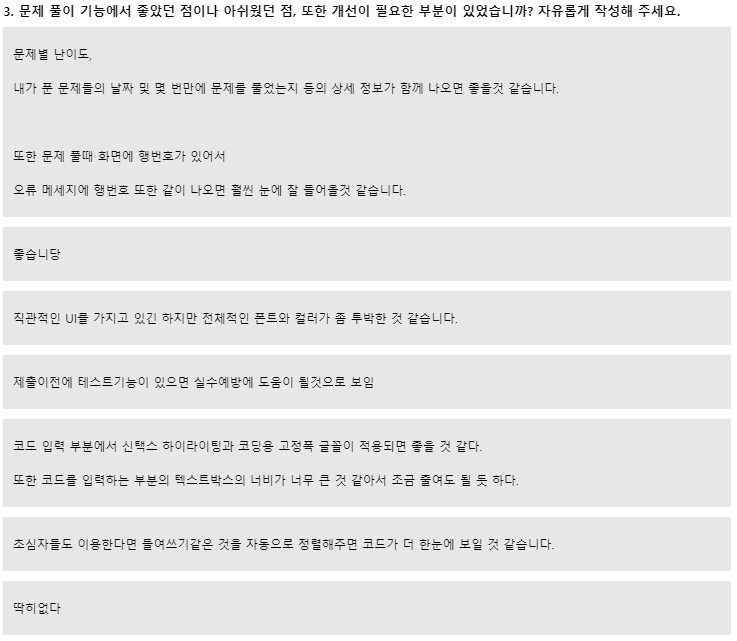 3. 문제 풀이 기능에서 좋았던 점이나 아쉬웠던 점, 또한 개선이 필요한 부분이 있었습니까? 자유롭게 작성해 주세요.
문제별 난이도,
내가 푼 문제들의 날짜 및 몇 번만에 문제를 풀었는지 등의 상세 정보가 함께 나오면 좋을것 같습니다.
또한 문제 풀때 화면에 행번호가 있어서
오류 메세지에 행번호 또한 같이 나오면 훨씬 눈에 잘 들어올것 같습니다.
좋습니당
직관적인 UI를 가지고 있긴 하지만 전체적인 폰트와 컬러가 좀 투박한 것 같습니다.
제출이전에 테스트기능이 있으면 실수예방에 도움이 될것으로 보임
코드 입력 부분에서 신택스 하이라이팅과 코딩용 고정폭 글꼴이 적용되면 좋을 것 같다.
또한 코드를 입력하는 부분의 텍스트박스의 너비가 너무 큰 것 같아서 조금 줄여도 될 듯 하다.
초심자들도 이용한다면 들여쓰기같은 것을 자동으로 정렬해주면 코드가 더 한눈에 보일 것 같습니다.
딱히없다